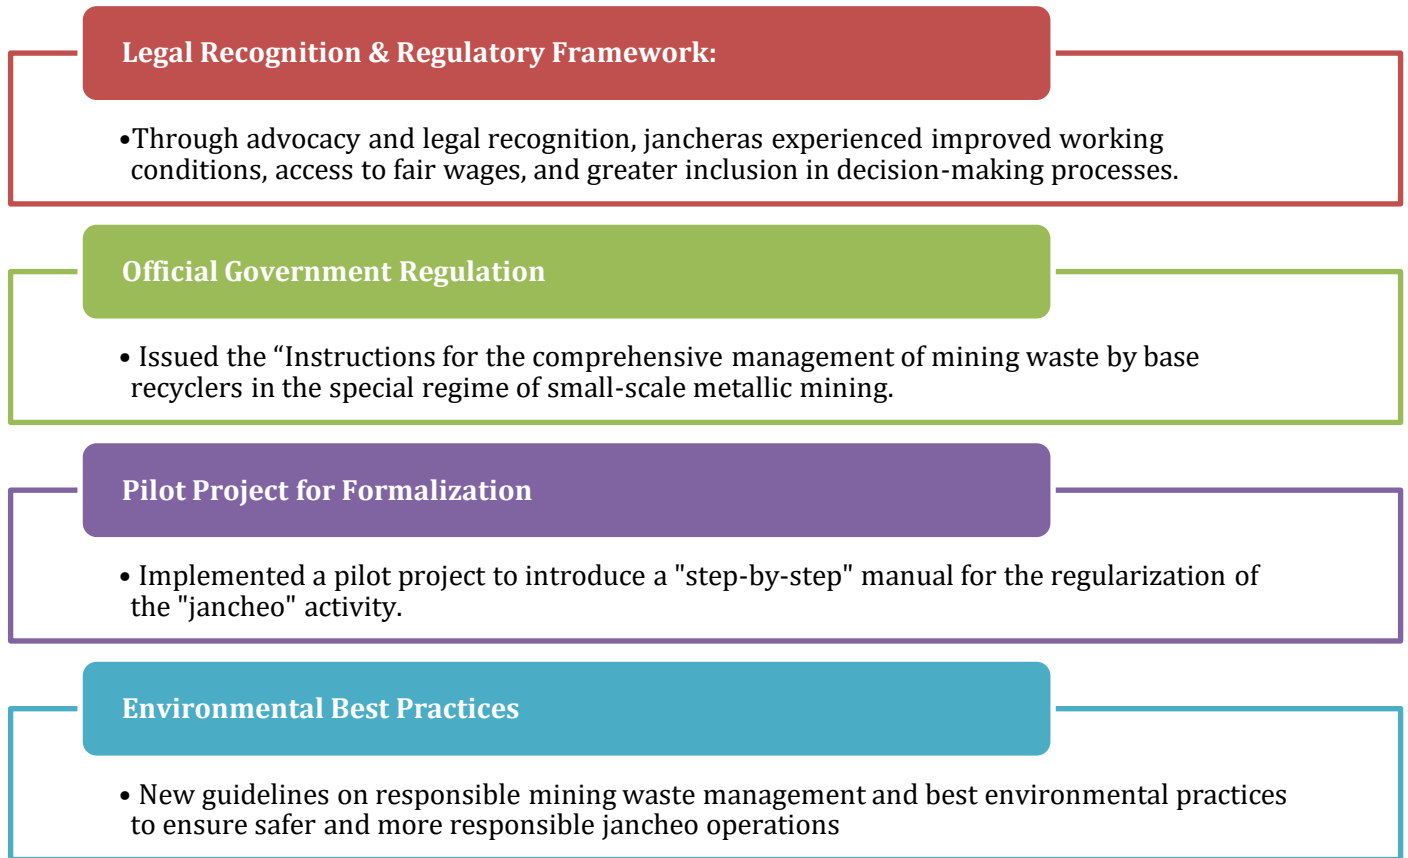 Legal Recognition & Regulatory Framework:
•Through advocacy and legal recognition, jancheras experienced improved working
conditions, access to fair wages, and greater inclusion in decision-making processes.
Official Government Regulation
• Issued the “Instructions for the comprehensive management of mining waste by base
recyclers in the special regime of small-scale metallic mining.
Pilot Project for Formalization
• Implemented a pilot project to introduce a "step-by-step" manual for the regularization of
the "jancheo" activity.
Environmental Best Practices
• New guidelines on responsible mining waste management and best environmental practices
to ensure safer and more responsible jancheo operations